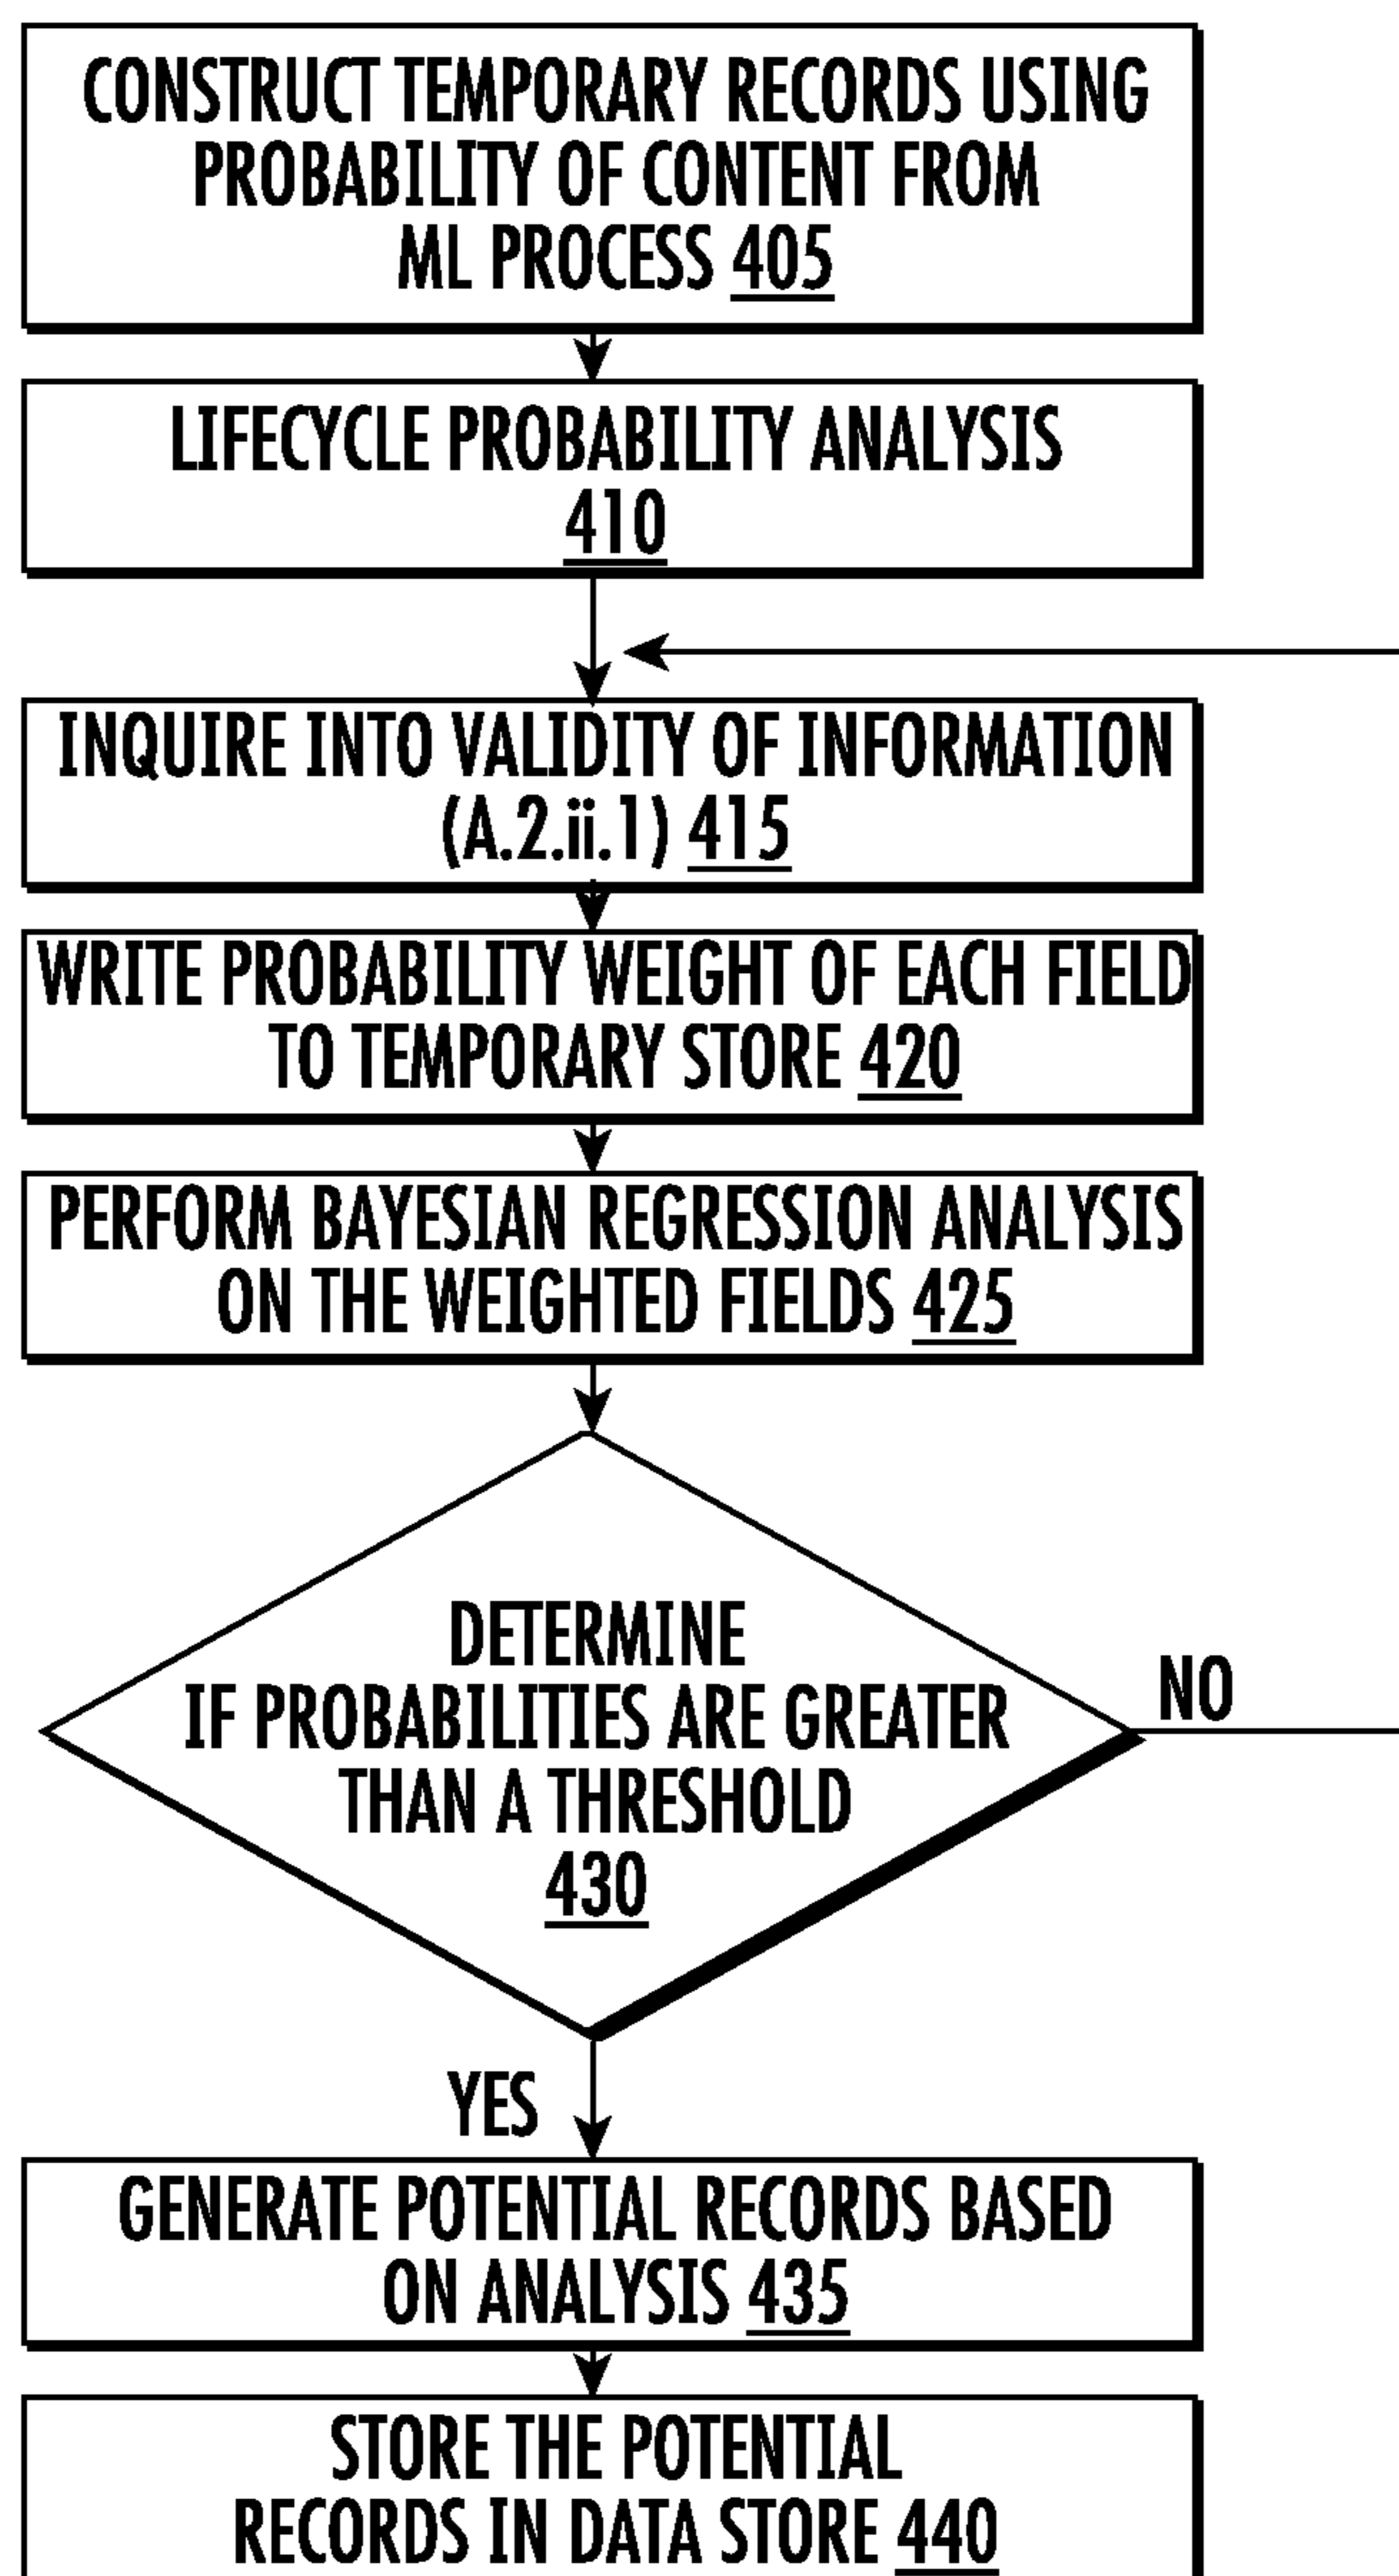 CONSTRUCT TEMPORARY RECORDS USING
PROBABILITY OF CONTENT FROM
ML PROCESS 405
LIFECYCLE PROBABILITY ANALYSIS
410
INQUIRE INTO VALIDITY OF INFORMATION
(A.2.ii.1) 415
WRITE PROBABILITY WEIGHT OF EACH FIELD
TO TEMPORARY STORE 420
PERFORM BAYESIAN REGRESSION ANALYSIS
ON THE WEIGHTED FIELDS 425
DETERMINE
IF PROBABILITIES ARE GREATER
THAN A THRESHOLD
430
NO
YES
GENERATE POTENTIAL RECORDS BASED
ON ANALYSIS 435
STORE THE POTENTIAL
RECORDS IN DATA STORE 440